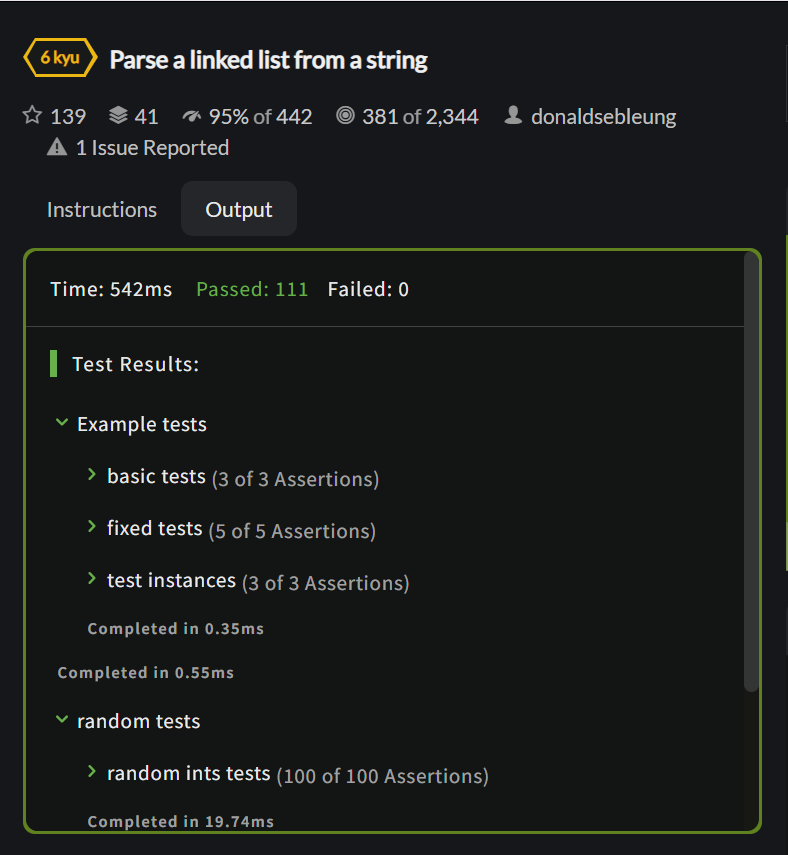 6 kyu Parse a linked list from a string
139 41 95% of 442 381 of 2,344 donaldsebleung
1 Issue Reported
Instructions Output
Time: 542ms Passed: 111 Failed: 0
Test Results:
Example tests
basic tests (3 of 3 Assertions)
fixed tests (5 of 5 Assertions)
test instances (3 of 3 Assertions)
Completed in 0.35ms
Completed in 0.55ms
random tests
random ints tests (100 of 100 Assertions)
Completed in 19.74ms